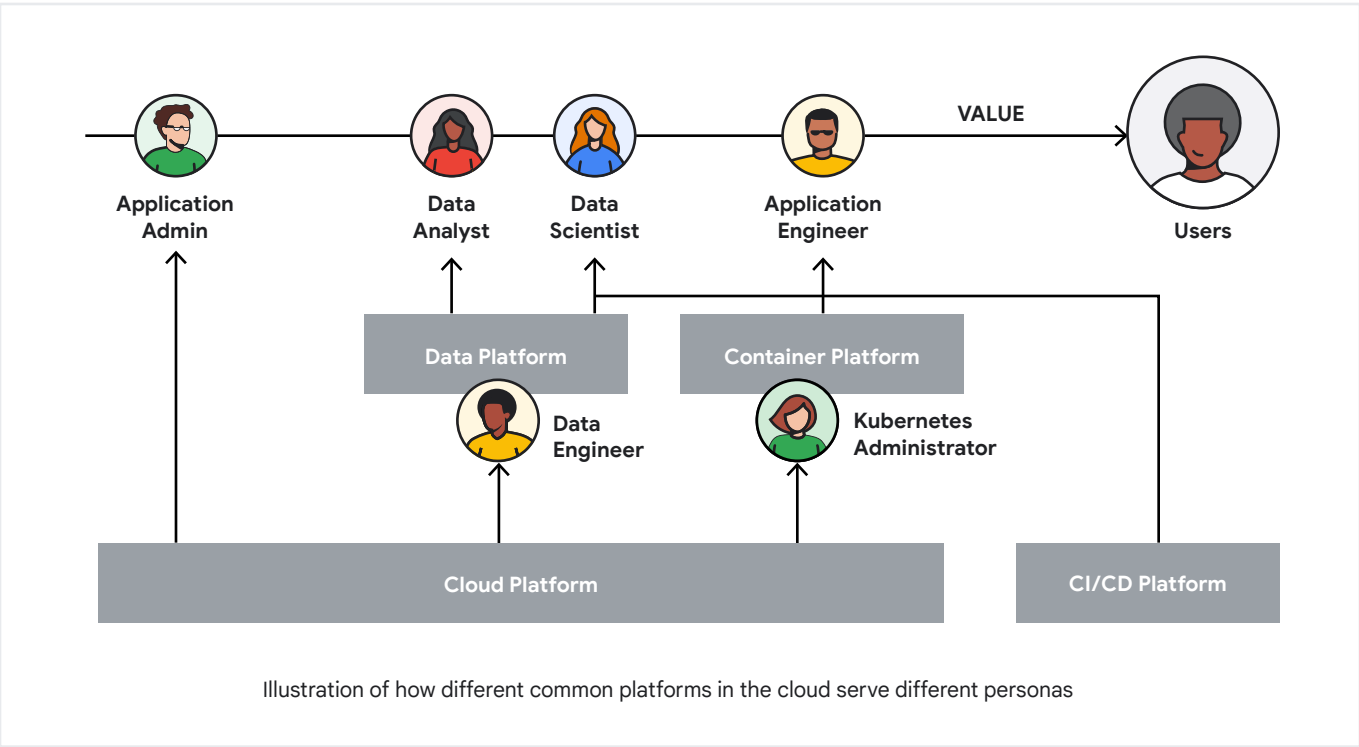 VALUE
Application
Admin
Data
Analyst
Data
Scientist
Application
Engineer
Users
Data Platform
Container Platform
Data
Engineer
Kubernetes
Administrator
Cloud Platform
CI/CD Platform
Illustration of how different common platforms in the cloud serve different personas